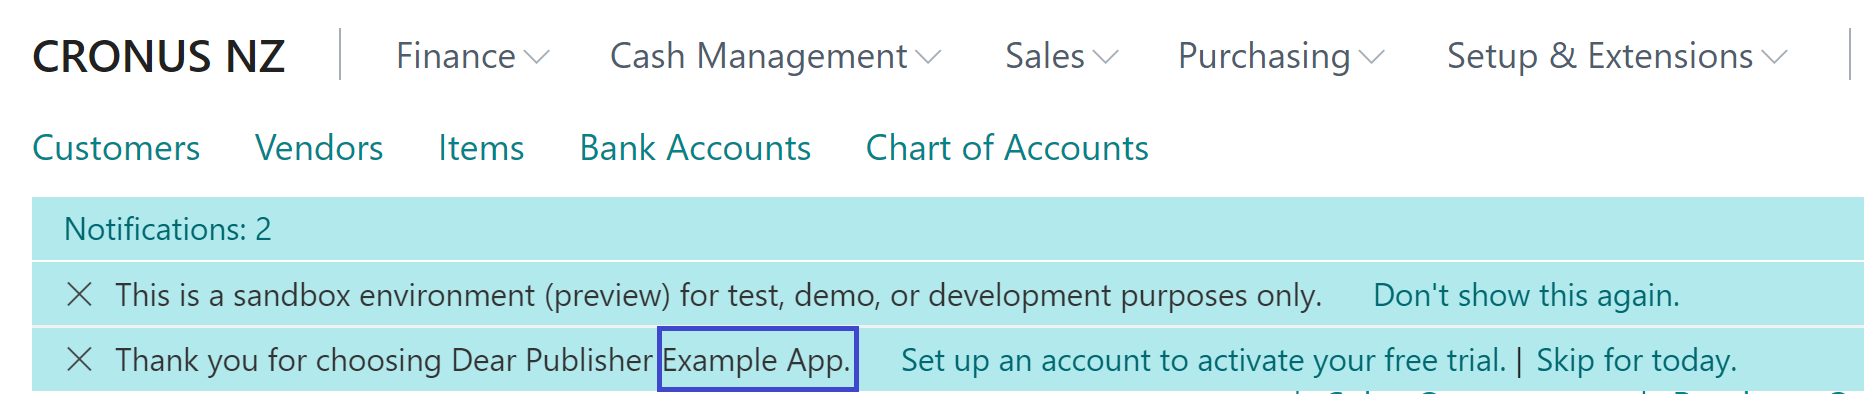 CRONUS NZ Finance Cash Management Sales Purchasing Setup & Extensions
Customers Vendors Items Bank Accounts Chart of Accounts
Notifications: 2
This is a sandbox environment (preview) for test, demo, or development purposes only. Don't show this again.
Thank you for choosing Dear Publisher Example App. Set up an account to activate your free trial. | Skip for today.